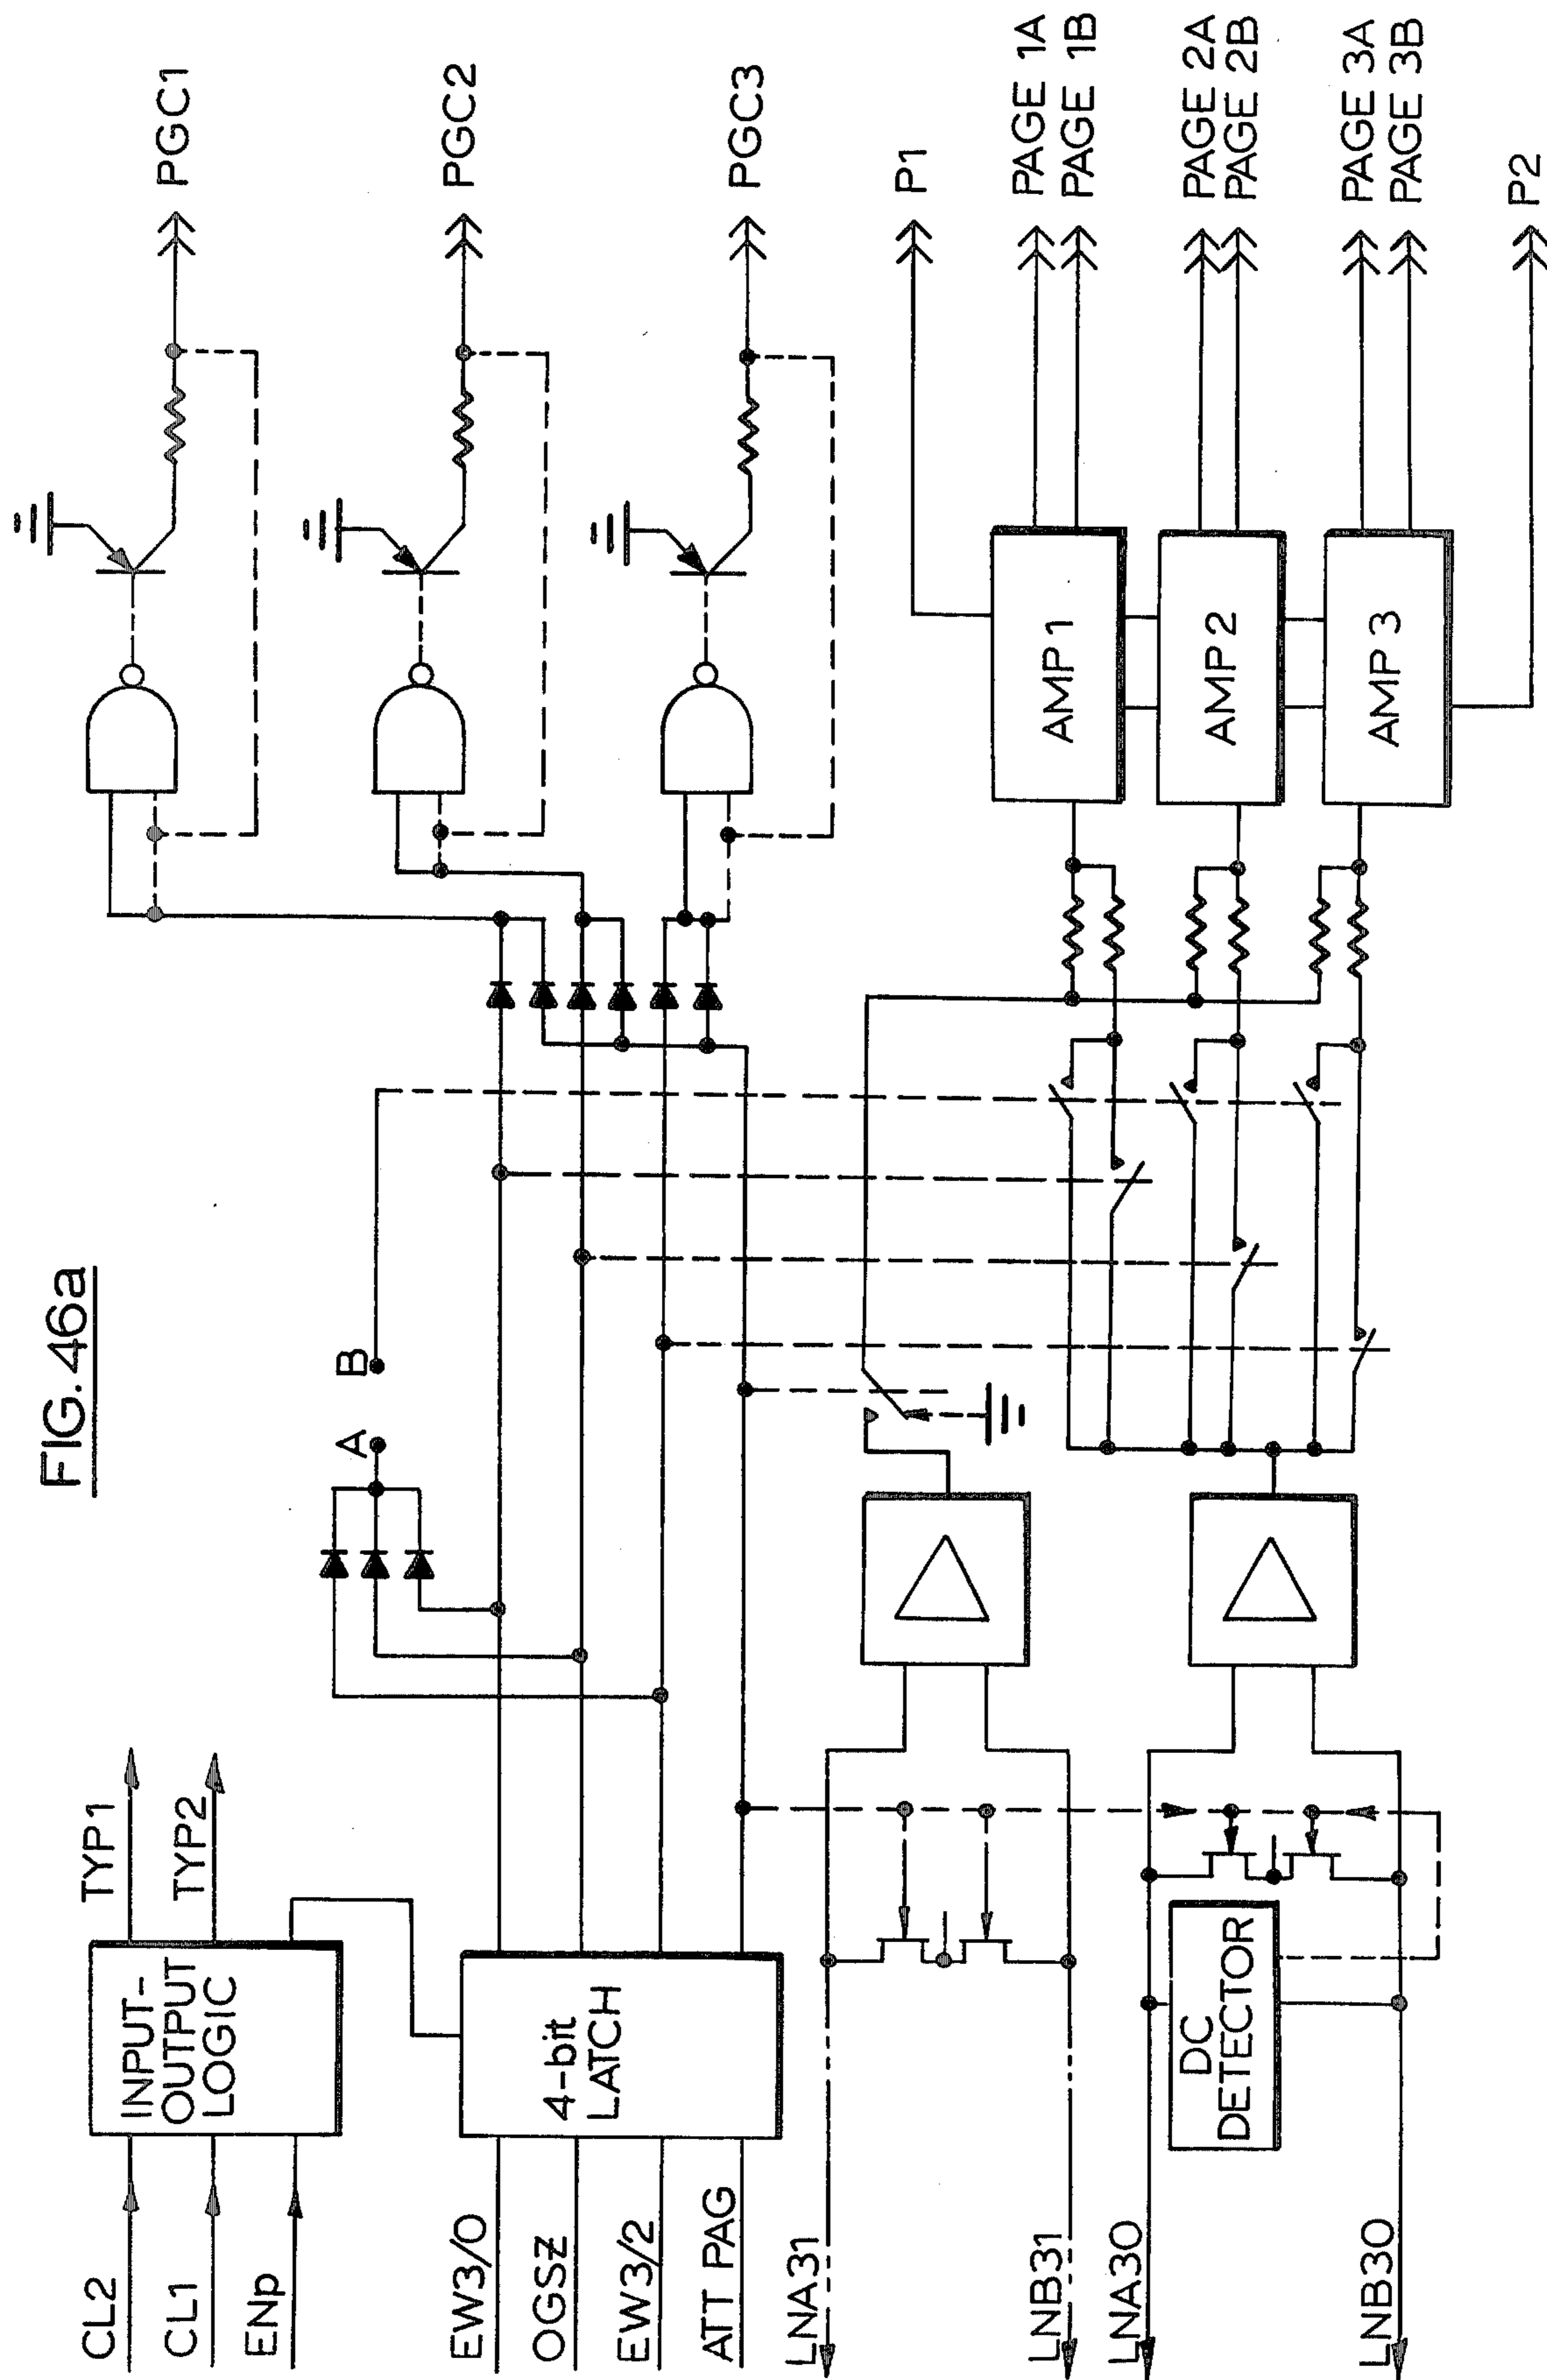 FIG. 46a
CL2
CL1
ENp
INPUT-
OUTPUT
LOGIC
TYP1
TYP2
EW3/0
OGSZ
EW3/2
ATT PAG
4-bit
LATCH
A
B
PGC1
PGC2
PGC3
LNA31
LNB31
LNA30
LNB30
DC
DETECTOR
AMP 1
AMP 2
AMP 3
P1
PAGE 1A
PAGE 1B
PAGE 2A
PAGE 2B
PAGE 3A
PAGE 3B
P2